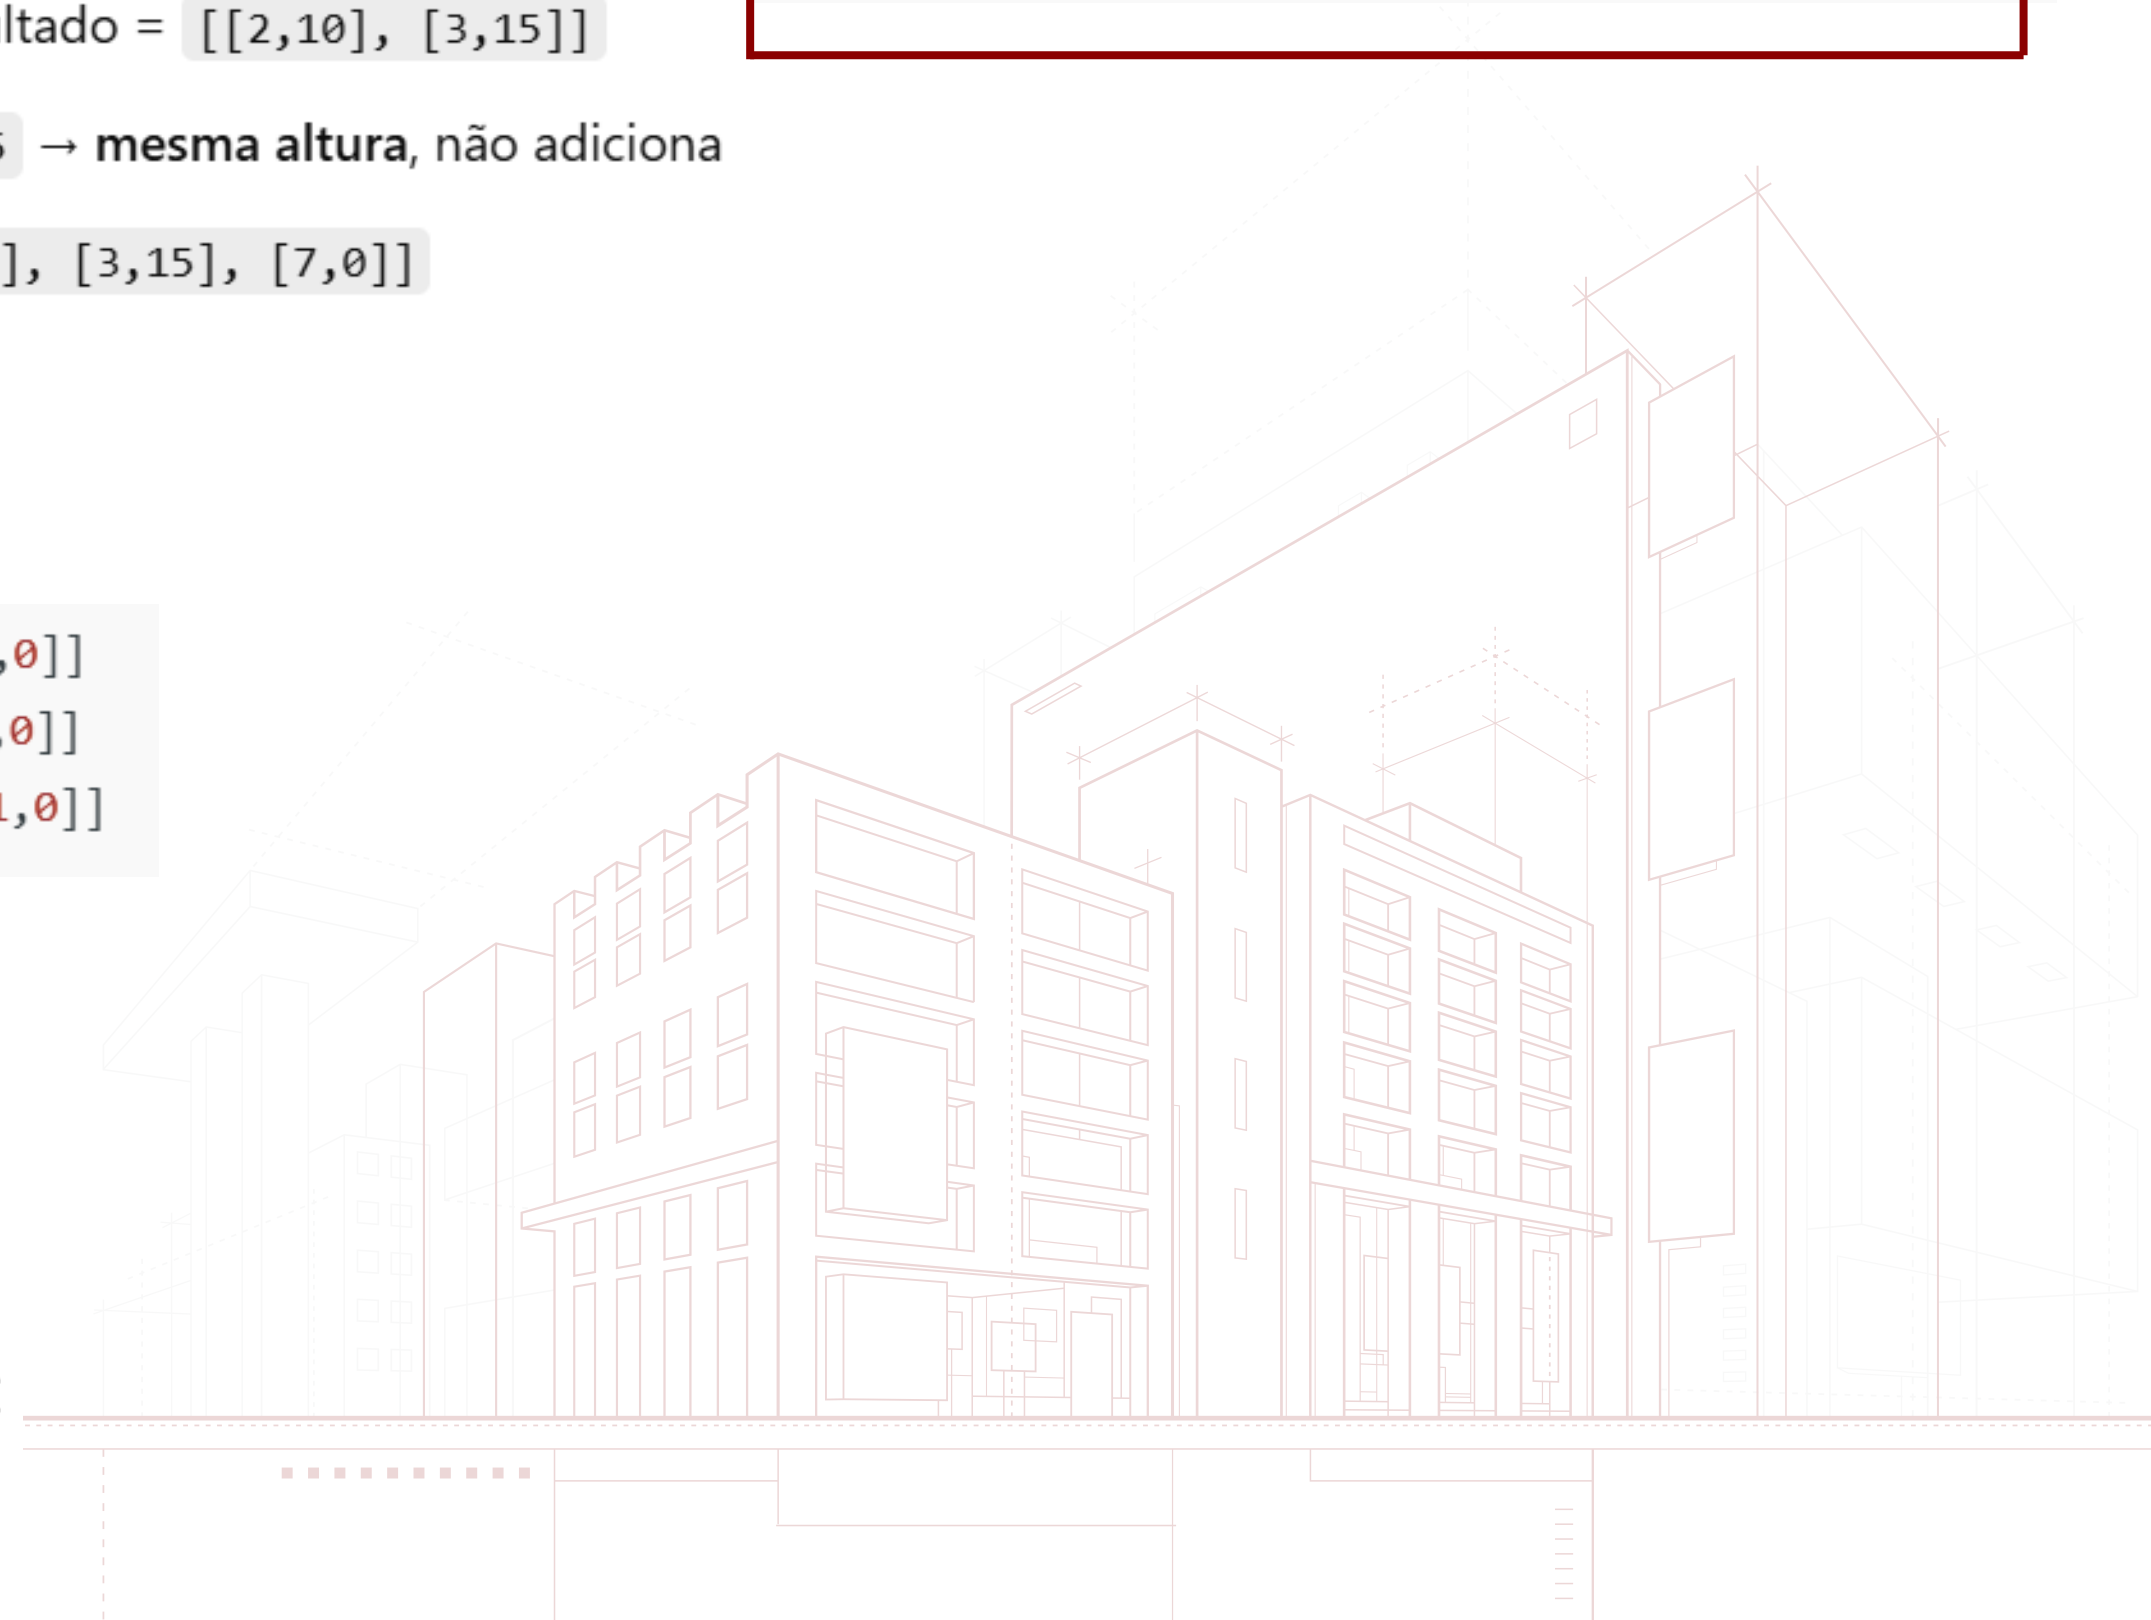 ltado = [[2,10], [3,15]]
→ mesma altura, não adiciona
], [3,15], [7,0]]
,0]]
,0]]
,0]]